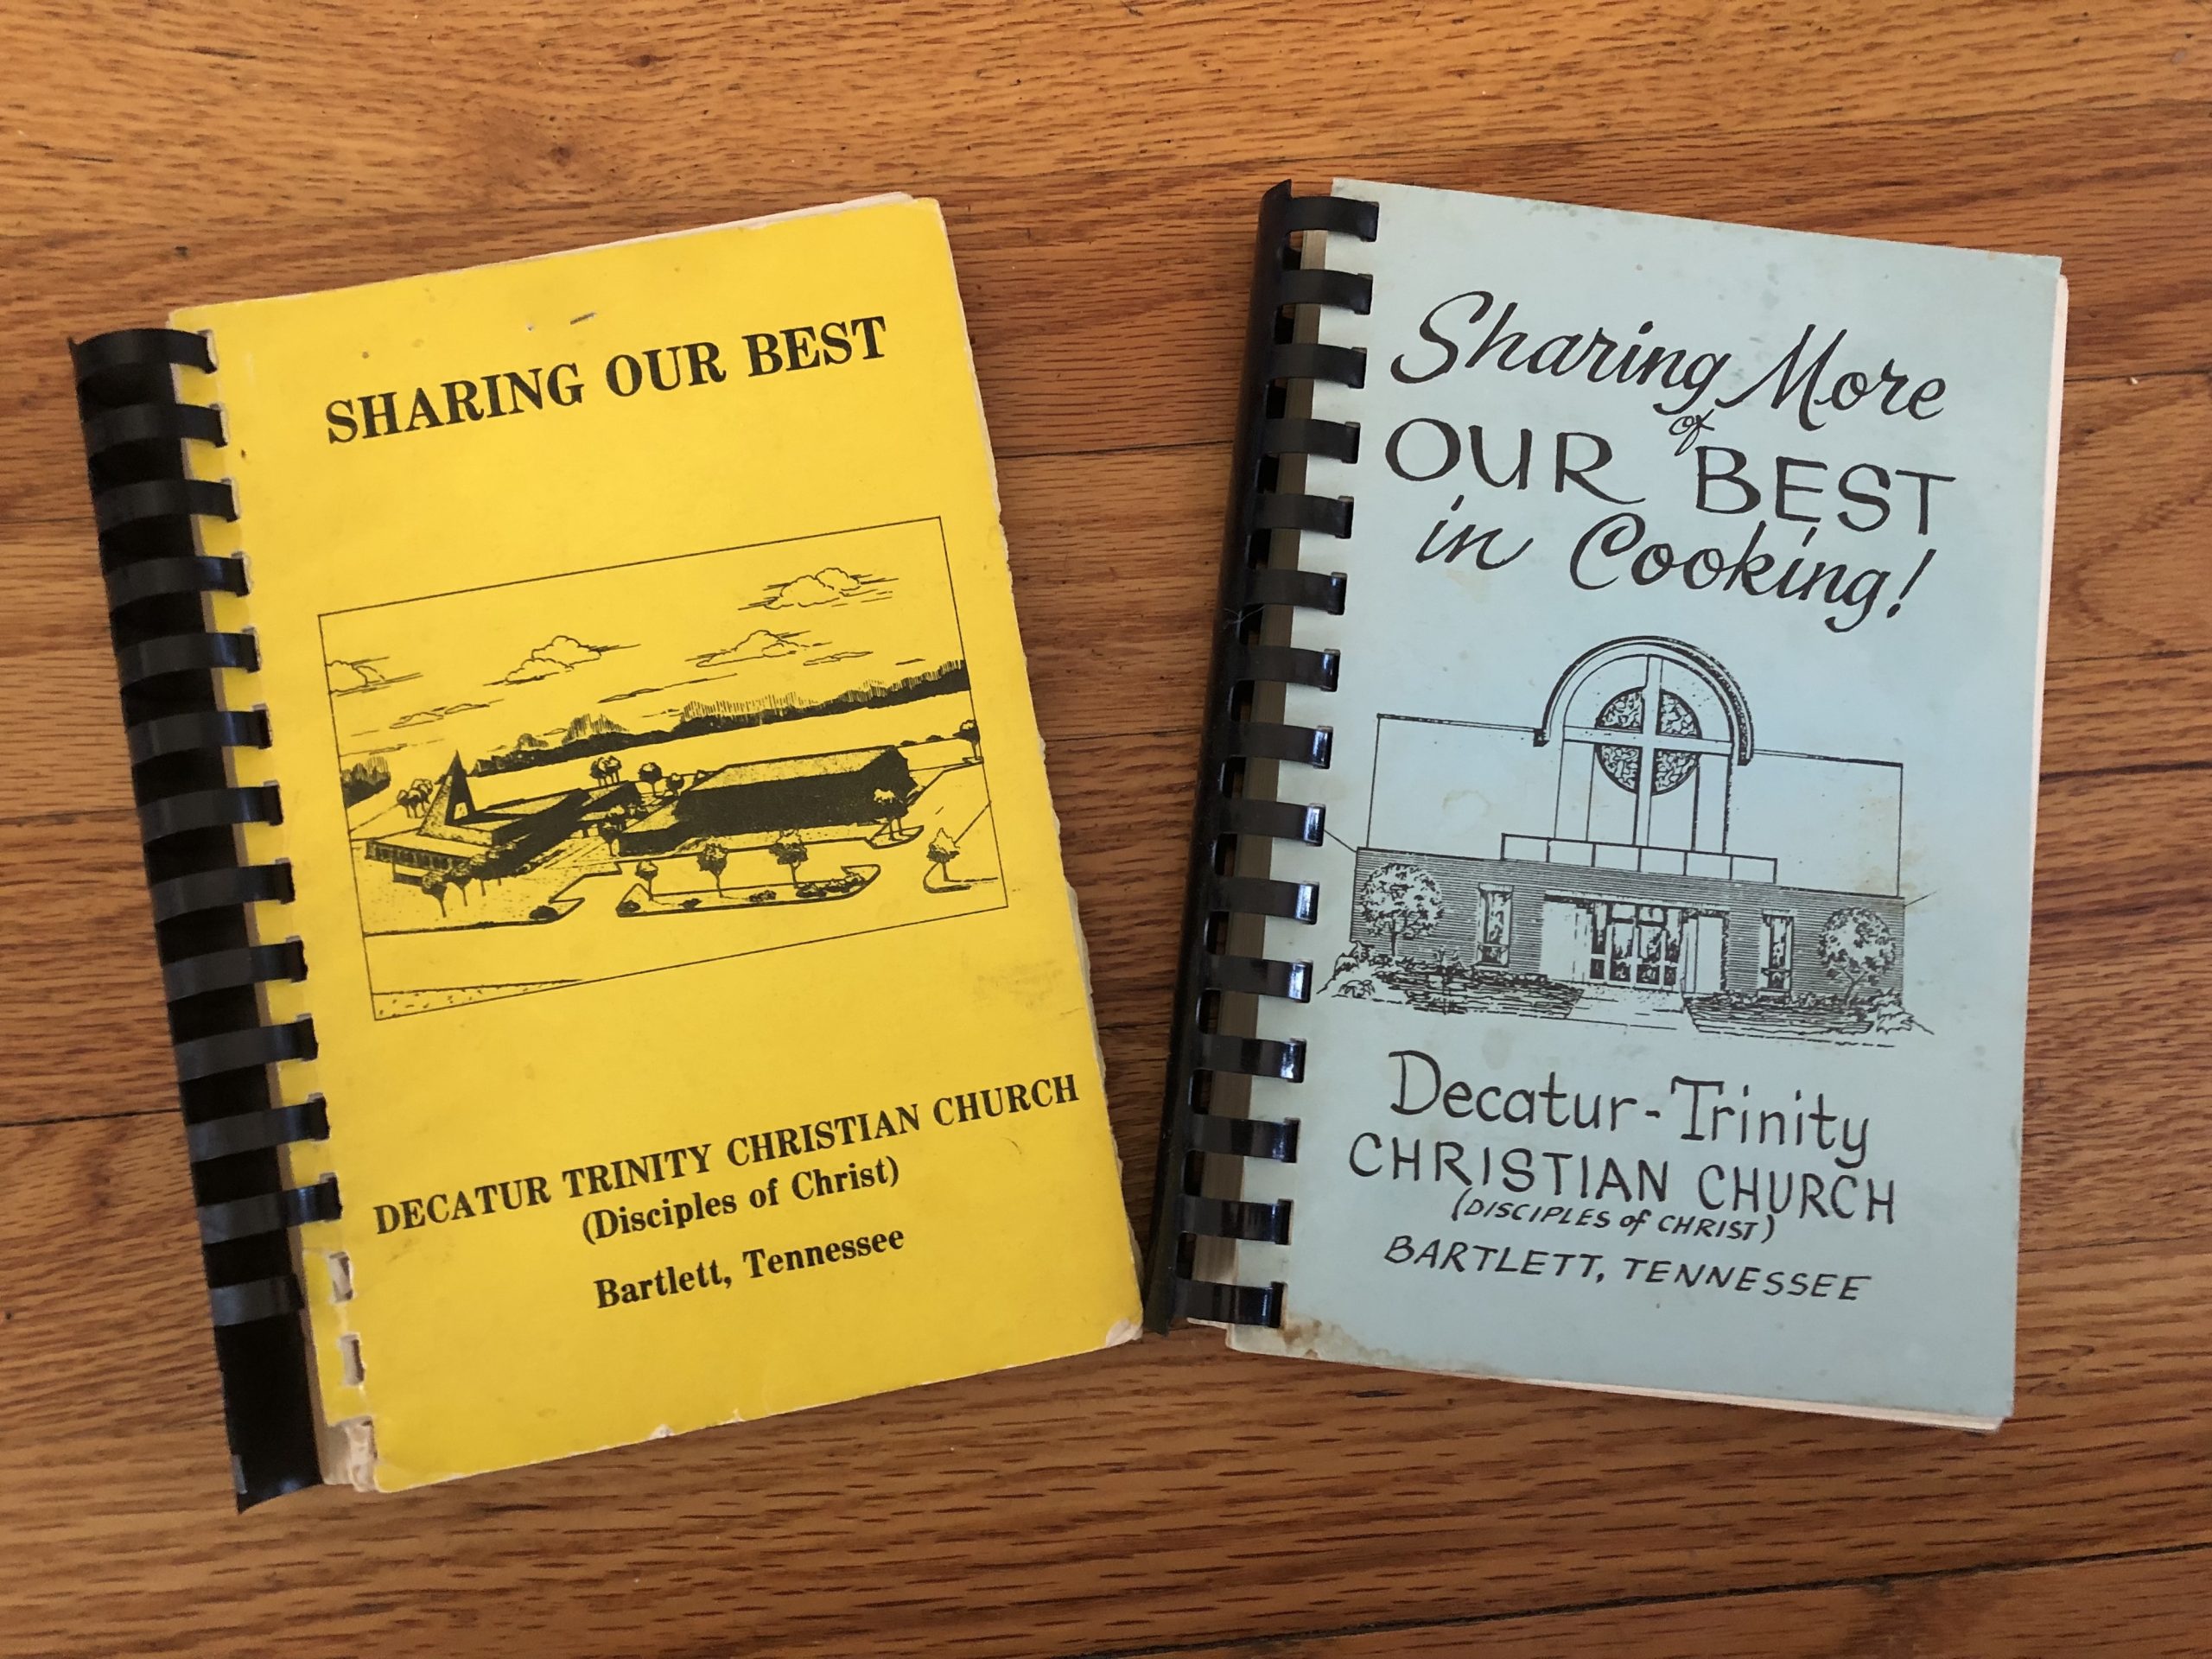 SHARING OUR BEST
DECATUR TRINITY CHRISTIAN CHURCH
(Disciples of Christ)
Bartlett, Tennessee
Sharing More
of
OUR BEST
in Cooking!
Decatur-Trinity
CHRISTIAN CHURCH
(DISCIPLES of CHRIST)
BARTLETT, TENNESSEE